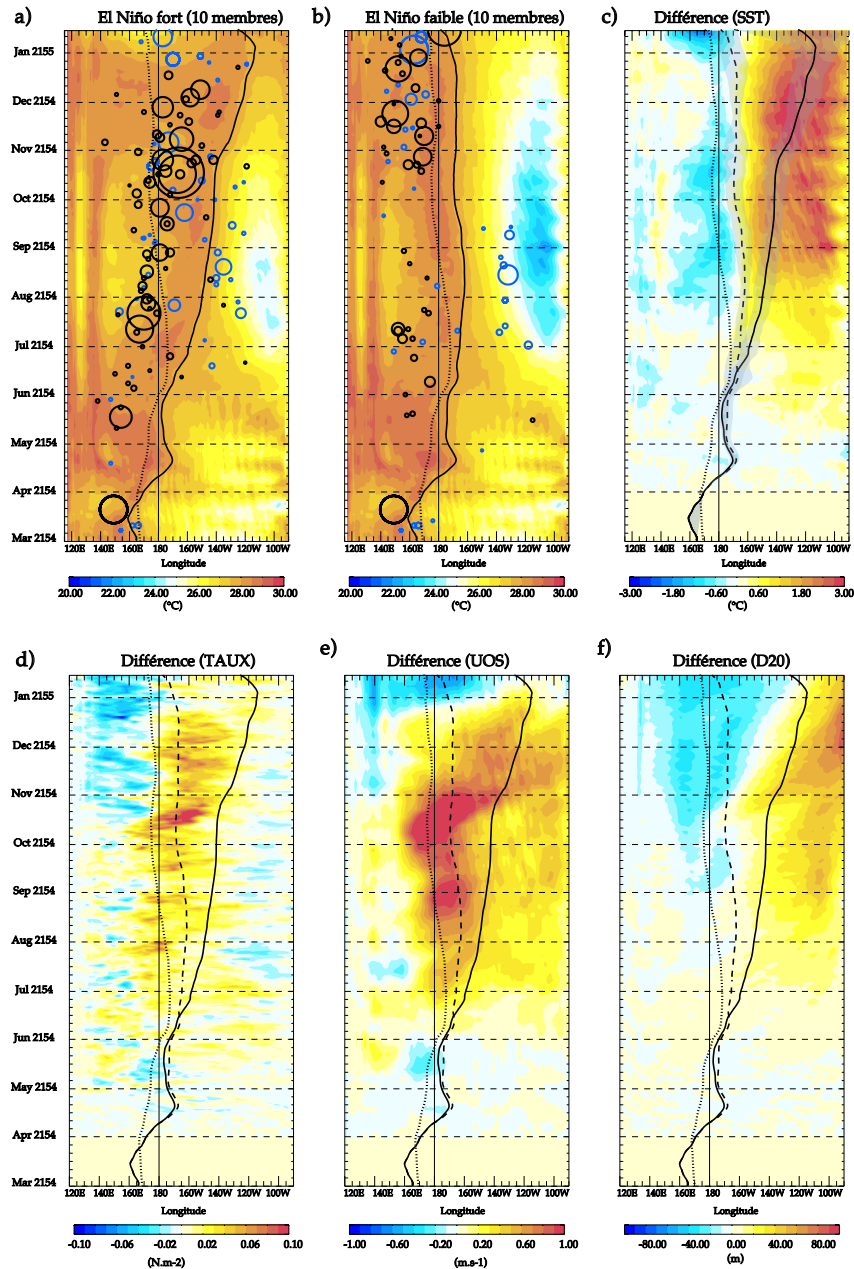 a) El Niño fort (10 membres)
b) El Niño faible (10 membres)
c) Différence (SST)
Jan 2155
Dec 2154
Nov 2154
Oct 2154
Sep 2154
Aug 2154
Jul 2154
Jun 2154
May 2154
Apr 2154
Mar 2154
120E 140E 160E 180 160W 140W 120W 100W
120E 140E 160E 180 160W 140W 120W 100W
120E 140E 160E 180 160W 140W 120W 100W
Longitude
Longitude
Longitude
20.00 22.00 24.00 26.00 28.00 30.00
20.00 22.00 24.00 26.00 28.00 30.00
-3.00 -1.80 -0.60 0.60 1.80 3.00
(°C)
(°C)
(°C)
d) Différence (TAUX)
e) Différence (UOS)
f) Différence (D20)
Jan 2155
Dec 2154
Nov 2154
Oct 2154
Sep 2154
Aug 2154
Jul 2154
Jun 2154
May 2154
Apr 2154
Mar 2154
120E 140E 160E 180 160W 140W 120W 100W
120E 140E 160E 180 160W 140W 120W 100W
120E 140E 160E 180 160W 140W 120W 100W
Longitude
Longitude
Longitude
-0.10 -0.06 -0.02 0.02 0.06 0.10
-1.00 -0.60 -0.20 0.20 0.60 1.00
-80.00 -40.00 0.00 40.00 80.00
(N.m-2)
(m.s-1)
(m)